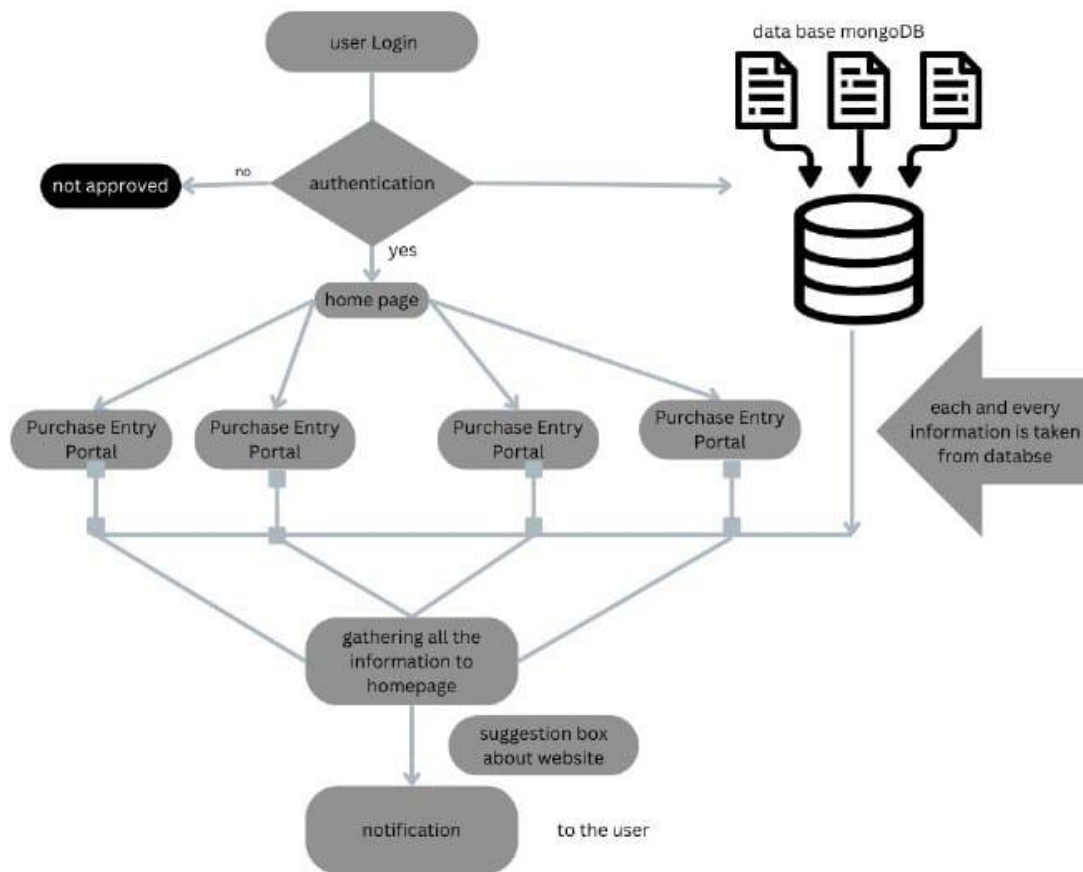 user Login
data base mongoDB
no
not approved
authentication
yes
home page
Purchase Entry
Portal
Purchase Entry
Portal
Purchase Entry
Portal
Purchase Entry
Portal
each and every
information is taken
from databse
gathering all the
information to
homepage
suggestion box
about website
notification
to the user